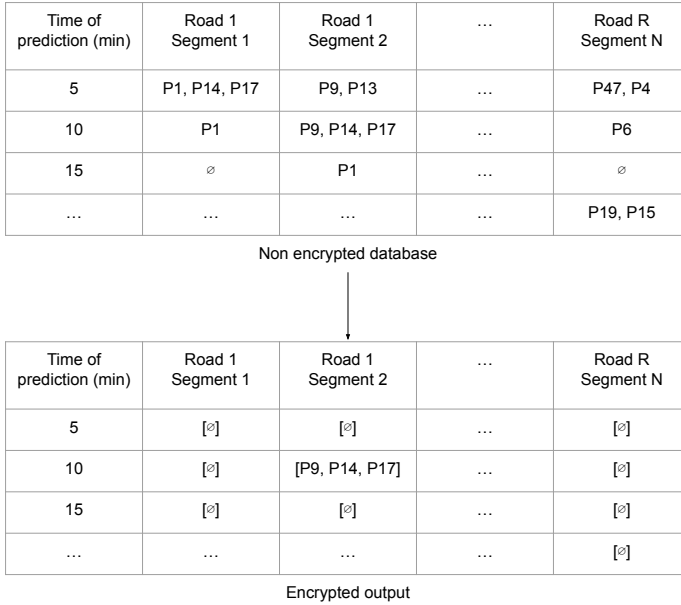 Time of prediction (min) Road 1 Segment 1 Road 1 Segment 2 … Road R Segment N
5 P1, P14, P17 P9, P13 … P47, P4
10 P1 P9, P14, P17 … P6
15 ∅ P1 … ∅
… … … … P19, P15
Non encrypted database
Time of prediction (min) Road 1 Segment 1 Road 1 Segment 2 … Road R Segment N
5 [∅] [∅] … [∅]
10 [∅] [P9, P14, P17] … [∅]
15 [∅] [∅] … [∅]
… … … … [∅]
Encrypted output